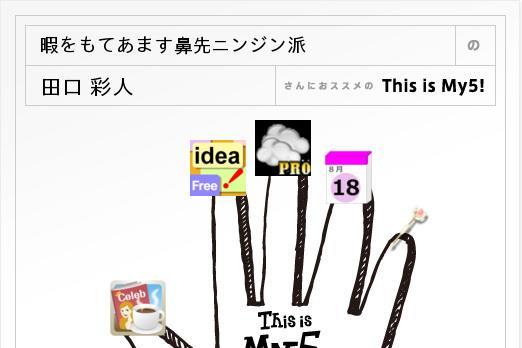 暇をもてあます鼻先ニンジン派
の
田口 彩人
さんにおススメの This is My5!
idea
Free
PRO
8月
18
Celeb
This is
My5